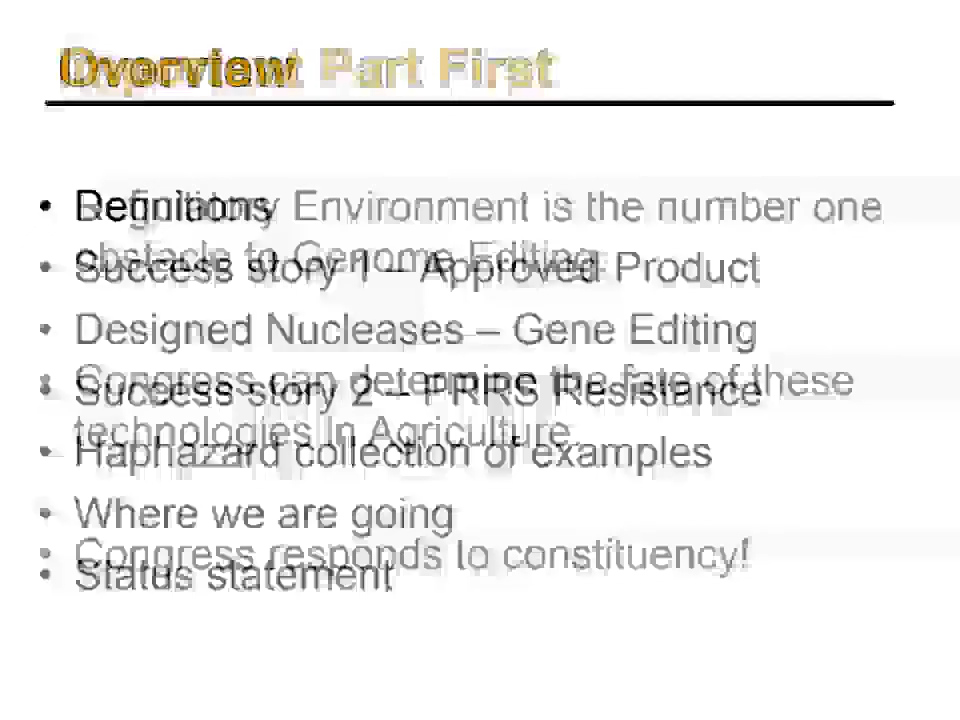 Overview
Important Part First
• Definitions
• Regulatory Environment is the number one
obstacle to Genome Editing.
• Success story 1 – Approved Product
• Designed Nucleases – Gene Editing
• Congress can determine the fate of these
technologies in Agriculture.
• Success story 2 – PRRS Resistance
• Haphazard collection of examples
• Where we are going
• Congress responds to constituency!
• Status statement